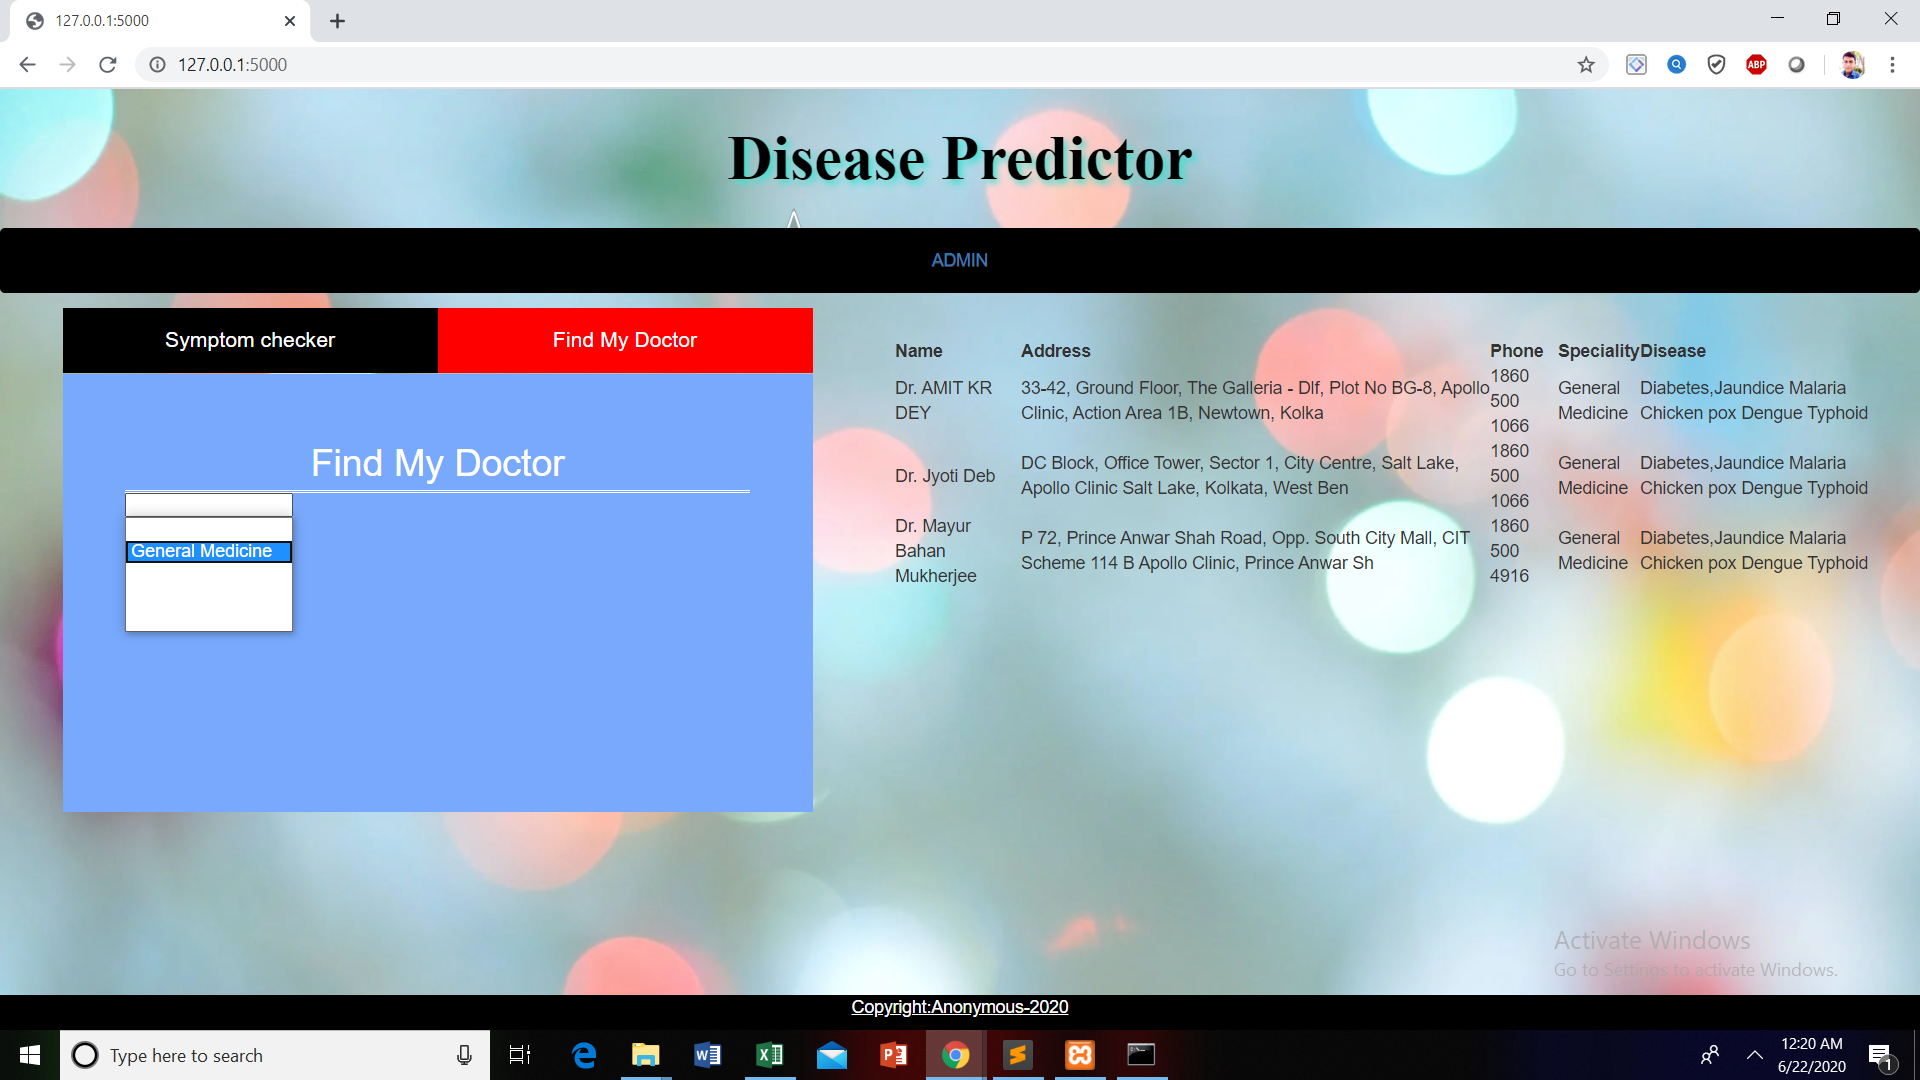 127.0.0.1:5000
127.0.0.1:5000
ABP
Disease Predictor
ADMIN
Symptom checker
Find My Doctor
Find My Doctor
General Medicine
Name Address Phone Speciality Disease
Dr. AMIT KR
DEY
33-42, Ground Floor, The Galleria - Dlf, Plot No BG-8, Apollo
Clinic, Action Area 1B, Newtown, Kolka
1860
500
1066
General
Medicine
Diabetes,Jaundice Malaria
Chicken pox Dengue Typhoid
Dr. Jyoti Deb
DC Block, Office Tower, Sector 1, City Centre, Salt Lake,
Apollo Clinic Salt Lake, Kolkata, West Ben
1860
500
1066
General
Medicine
Diabetes,Jaundice Malaria
Chicken pox Dengue Typhoid
Dr. Mayur
Bahan
Mukherjee
P 72, Prince Anwar Shah Road, Opp. South City Mall, CIT
Scheme 114 B Apollo Clinic, Prince Anwar Sh
1860
500
4916
General
Medicine
Diabetes,Jaundice Malaria
Chicken pox Dengue Typhoid
Activate Windows
Go to Settings to activate Windows.
Copyright:Anonymous-2020
Type here to search
12:20 AM
6/22/2020
1